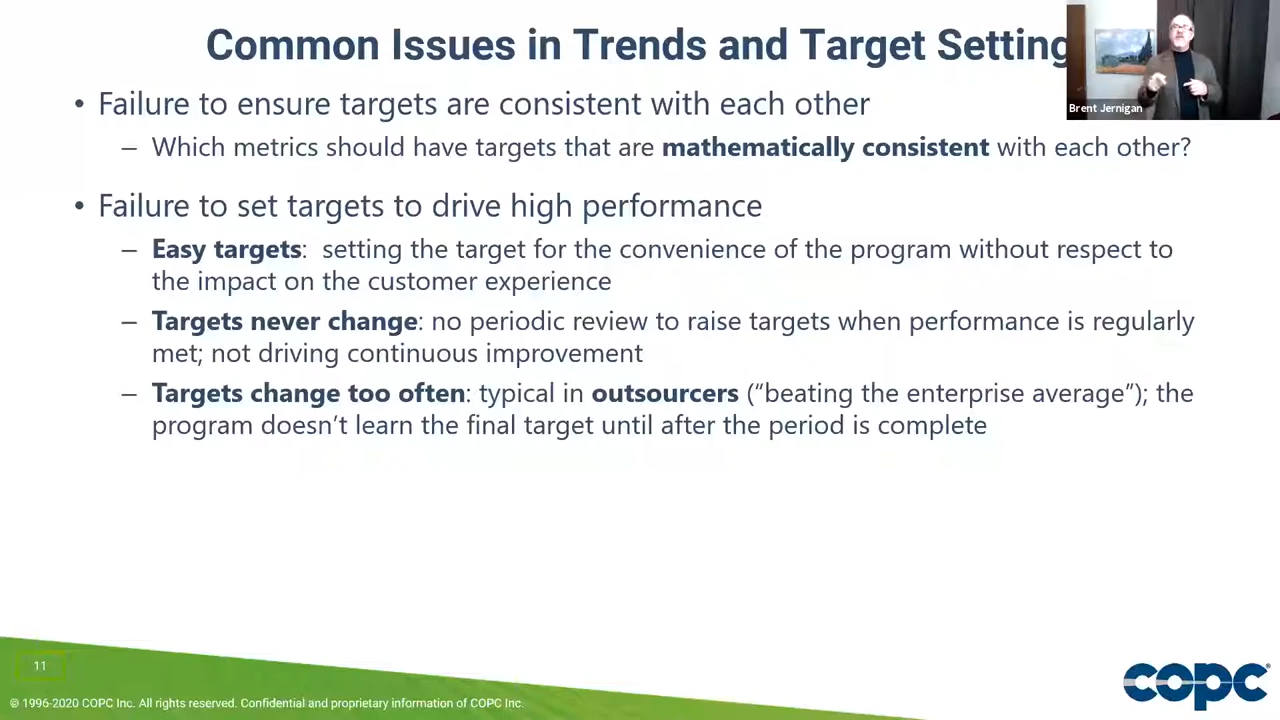 Common Issues in Trends and Target Setting
Brent Jernigan
• Failure to ensure targets are consistent with each other
– Which metrics should have targets that are mathematically consistent with each other?
• Failure to set targets to drive high performance
– Easy targets:  setting the target for the convenience of the program without respect to
the impact on the customer experience
– Targets never change: no periodic review to raise targets when performance is regularly
met; not driving continuous improvement
– Targets change too often: typical in outsourcers (“beating the enterprise average”); the
program doesn’t learn the final target until after the period is complete
11
© 1996-2020 COPC Inc. All rights reserved. Confidential and proprietary information of COPC Inc.
copc®